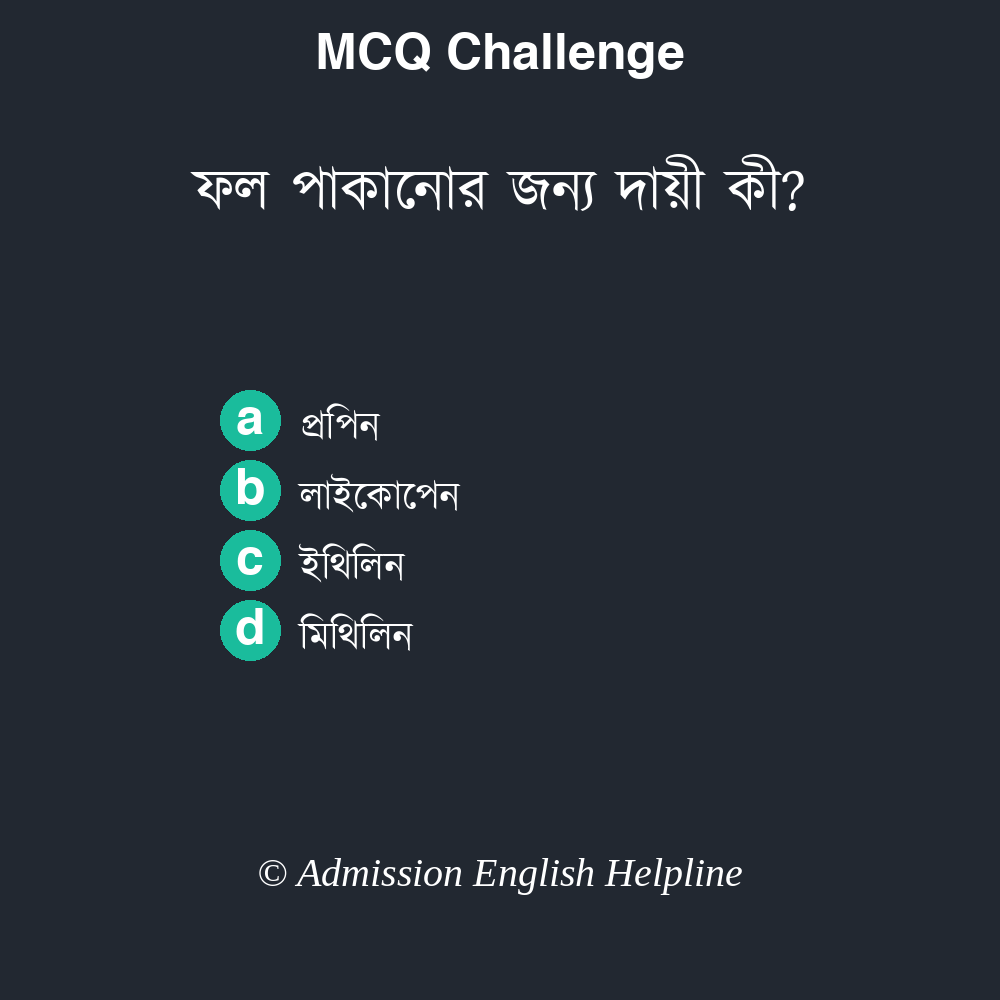 MCQ Challenge
ফল পাকানোর জন্য দায়ী কী?
a প্রপিন
b লাইকোপেন
c ইথিলিন
d মিথিলিন
© Admission English Helpline